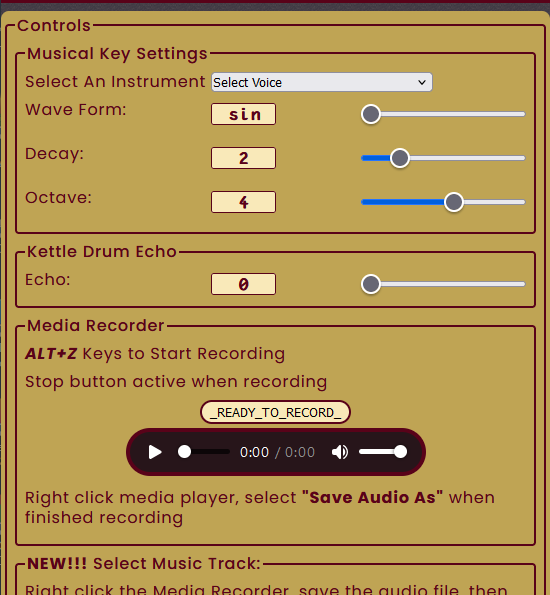 Controls
Musical Key Settings
Select An Instrument Select Voice
Wave Form: sin
Decay: 2
Octave: 4
Kettle Drum Echo
Echo: 0
Media Recorder
ALT+Z Keys to Start Recording
Stop button active when recording
_READY_TO_RECORD_
0:00 / 0:00
Right click media player, select "Save Audio As" when
finished recording
NEW!!! Select Music Track:
Right click the Media Recorder, save the audio file, then